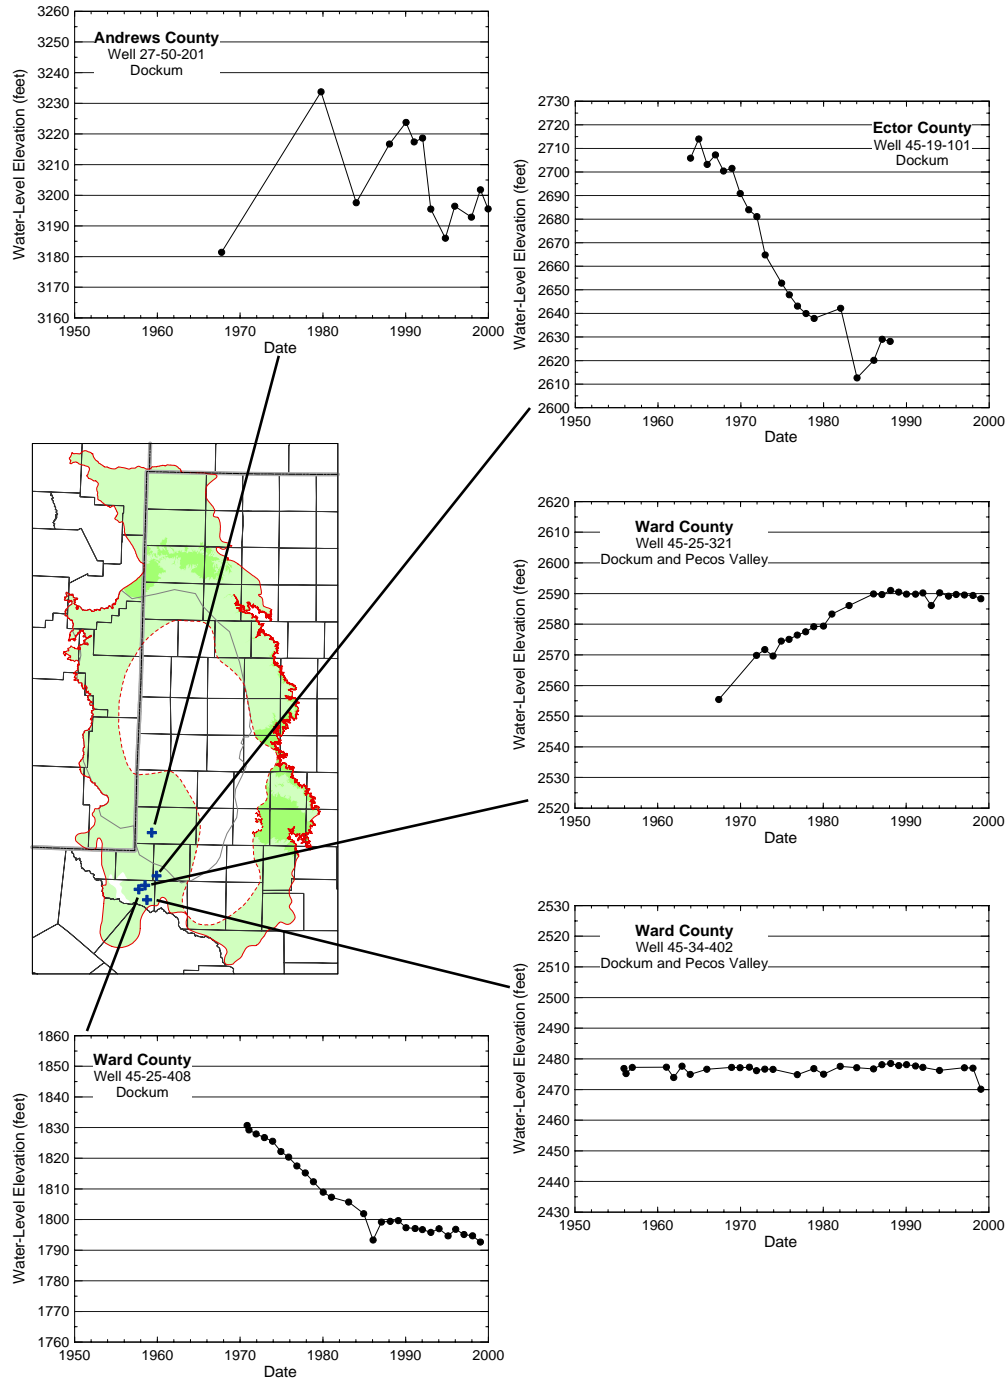 3260
3250
3240
3230
3220
3210
3200
3190
3180
3170
3160
Water-Level Elevation (feet)
Andrews County
Well 27-50-201
Dockum
1950 1960 1970 1980 1990 2000
Date
2730
2720
2710
2700
2690
2680
2670
2660
2650
2640
2630
2620
2610
2600
Water-Level Elevation (feet)
Ector County
Well 45-19-101
Dockum
1950 1960 1970 1980 1990 2000
Date
2620
2610
2600
2590
2580
2570
2560
2550
2540
2530
2520
Water-Level Elevation (feet)
Ward County
Well 45-25-321
Dockum and Pecos Valley
1950 1960 1970 1980 1990 2000
Date
2530
2520
2510
2500
2490
2480
2470
2460
2450
2440
2430
Water-Level Elevation (feet)
Ward County
Well 45-34-402
Dockum and Pecos Valley
1950 1960 1970 1980 1990 2000
Date
1860
1850
1840
1830
1820
1810
1800
1790
1780
1770
1760
Water-Level Elevation (feet)
Ward County
Well 45-25-408
Dockum
1950 1960 1970 1980 1990 2000
Date